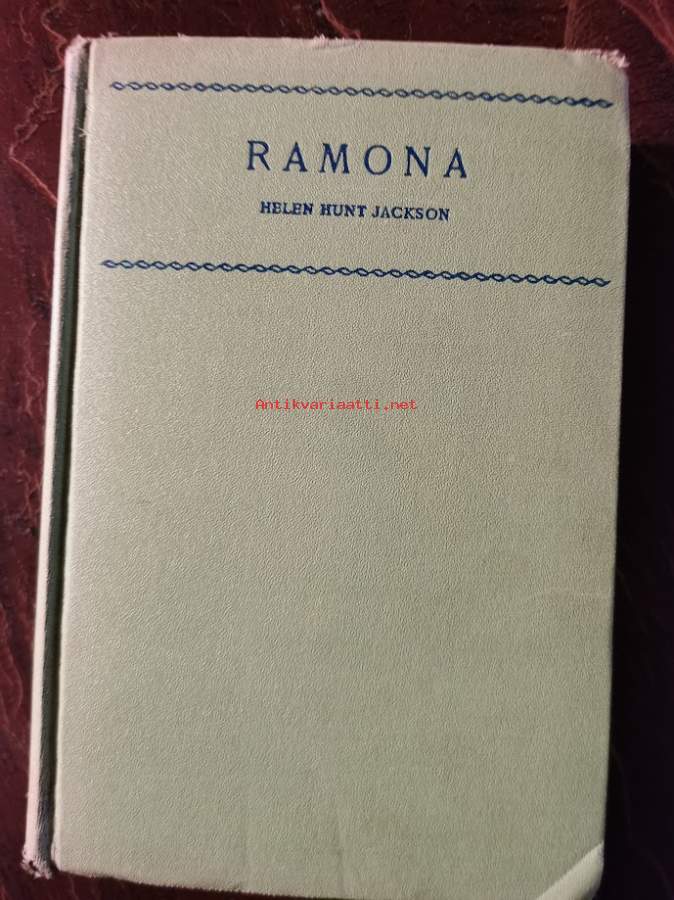 RAMONA
HELEN HUNT JACKSON
Antikvariaatti.net